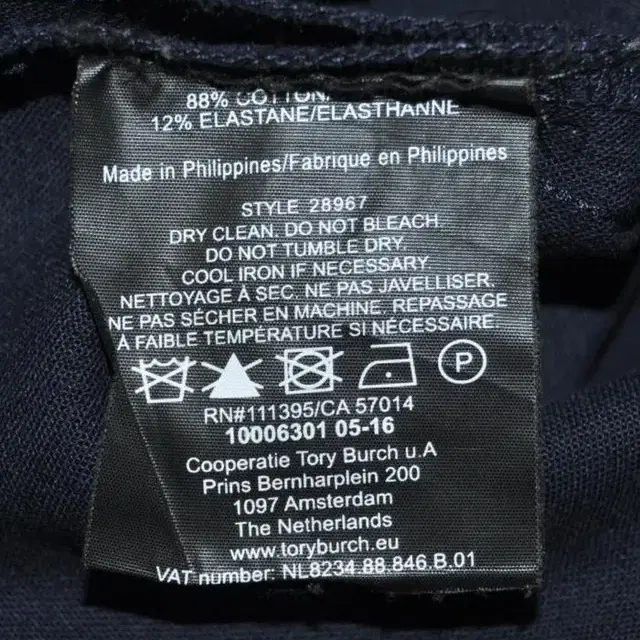 88% COTTON/
12% ELASTANE/ELASTHANNE
Made in Philippines/Fabrique en Philippines
STYLE 28967
DRY CLEAN. DO NOT BLEACH.
DO NOT TUMBLE DRY.
COOL IRON IF NECESSARY
NETTOYAGE À SEC. NE PAS JAVELLISER.
NE PAS SÉCHER EN MACHINE. REPASSAGE
À FAIBLE TEMPÉRATURE SI NÉCESSAIRE.
P
RN#111395/CA 57014
10006301 05-16
Cooperatie Tory Burch u.A
Prins Bernharplein 200
1097 Amsterdam
The Netherlands
www.toryburch.eu
VAT number: NL8234.88.846.B.01